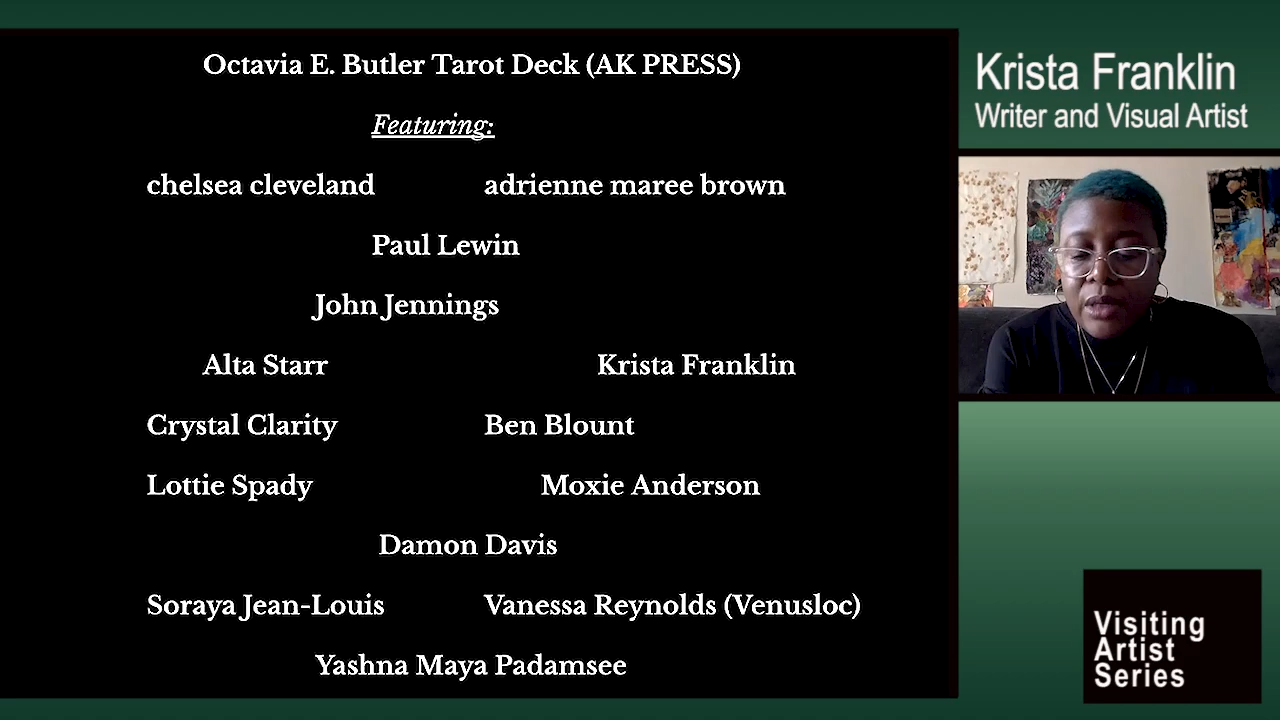 Octavia E. Butler Tarot Deck (AK PRESS)
Featuring:
chelsea cleveland adrienne maree brown
Paul Lewin
John Jennings
Alta Starr Krista Franklin
Crystal Clarity Ben Blount
Lottie Spady Moxie Anderson
Damon Davis
Soraya Jean-Louis Vanessa Reynolds (Venusloc)
Yashna Maya Padamsee
Krista Franklin
Writer and Visual Artist
Visiting
Artist
Series